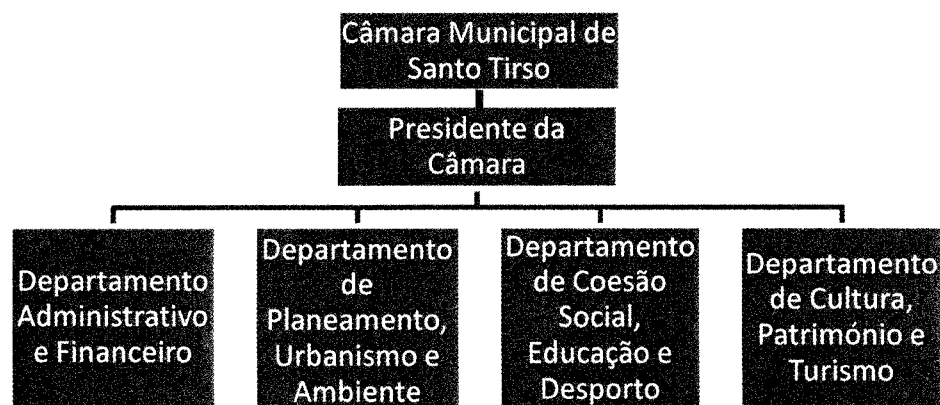 Câmara Municipal de
Santo Tirso
Presidente da
Câmara
Departamento
Administrativo
e Financeiro
Departamento
de
Planeamento,
Urbanismo e
Ambiente
Departamento
de Coesão
Social,
Educação e
Desporto
Departamento
de Cultura,
Património e
Turismo